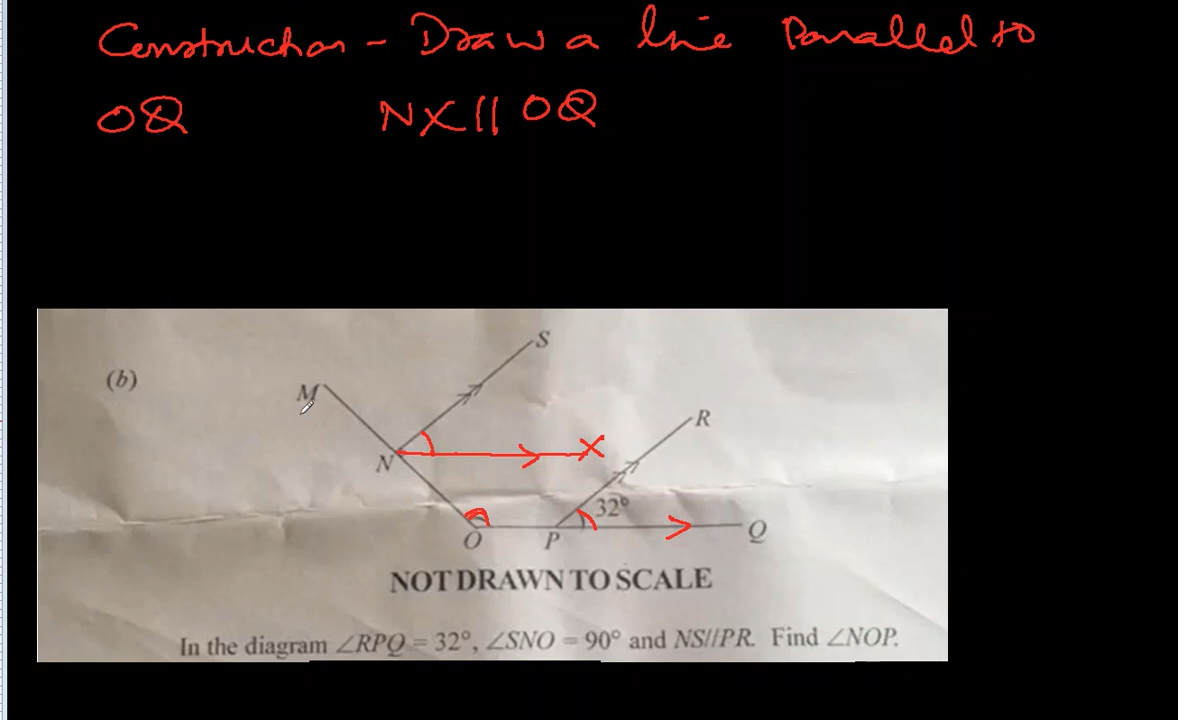 Construction - Draw a line Parallel to
OQ NX || OQ
(b)
S
M
R
X
N
32°
O P Q
NOT DRAWN TO SCALE
In the diagram ∠RPQ = 32°, ∠SNO = 90° and NS//PR. Find ∠NOP.